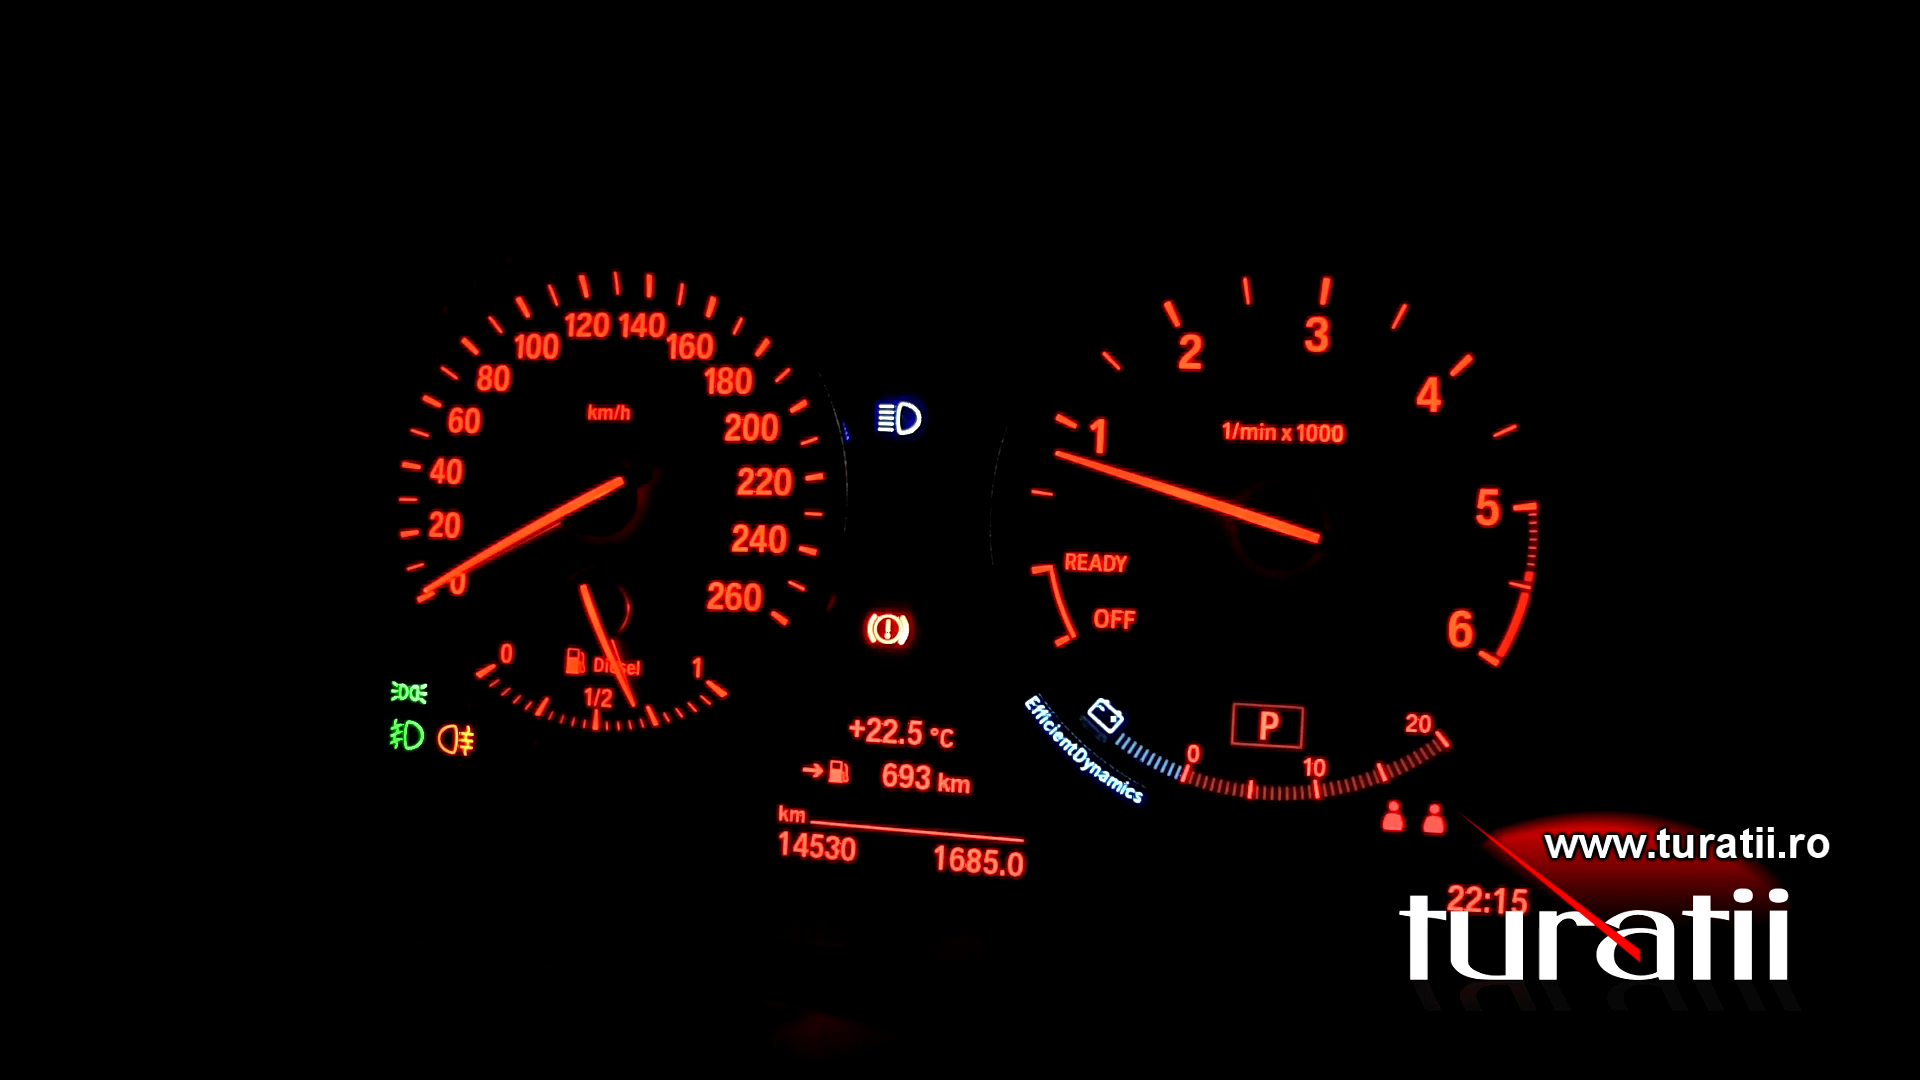 0
20
40
60
80
100
120
140
160
180
200
220
240
260
km/h
0
1/2
1
Diesel
+22.5 °C
693 km
km
14530 1685.0
READY
OFF
1
2
3
4
5
6
1/min x 1000
EfficientDynamics
P
0
10
20
22:15
www.turatii.ro
turatii